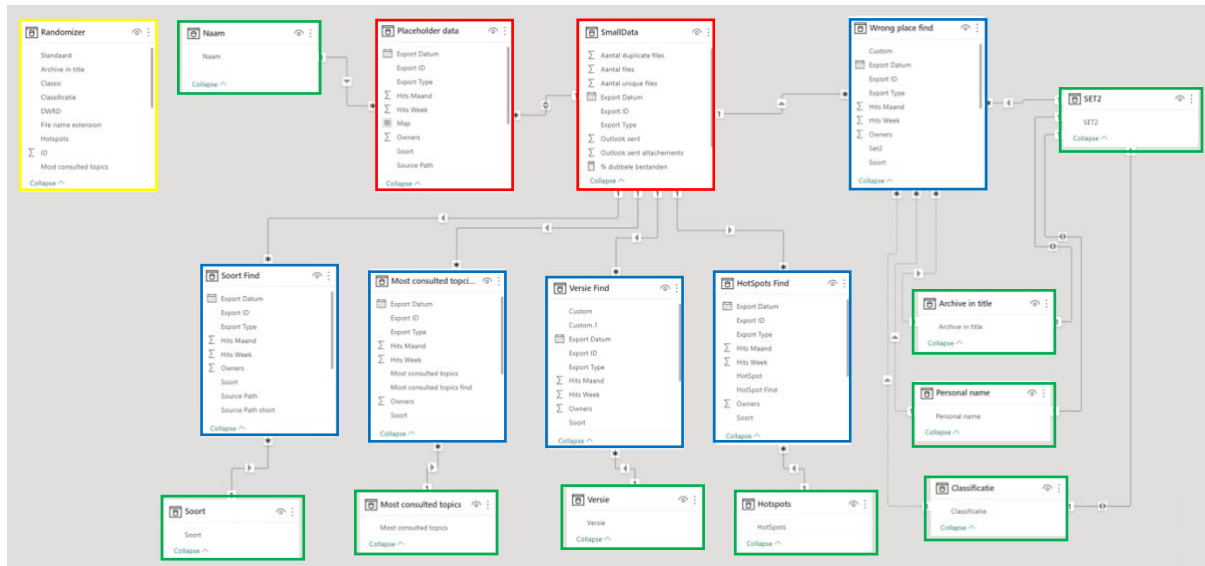 Randomizer
Standaard
Archive in title
Classic
Classificatie
DWRD
File name extension
Hotspots
ID
Most consulted topics
Collapse
Naam
Naam
Collapse
Placeholder data
Export Datum
Export ID
Export Type
Hits Maand
Hits Week
Map
Owners
Soort
Source Path
Collapse
SmallData
Aantal duplicate files
Aantal files
Aantal unique files
Export Datum
Export ID
Export Type
Outlook sent
Outlook sent attachements
% dubbele bestanden
Collapse
Wrong place find
Custom
Export Datum
Export ID
Export Type
Hits Maand
Hits Week
Owners
Set2
Soort
Collapse
SET2
SET2
Collapse
Soort Find
Export Datum
Export ID
Export Type
Hits Maand
Hits Week
Owners
Soort
Source Path
Source Path short
Collapse
Most consulted topci...
Export Datum
Export ID
Export Type
Hits Maand
Hits Week
Most consulted topics
Most consulted topics find
Owners
Soort
Collapse
Versie Find
Custom
Custom.1
Export Datum
Export ID
Export Type
Hits Maand
Hits Week
Owners
Soort
Collapse
HotSpots Find
Export Datum
Export ID
Export Type
Hits Maand
Hits Week
HotSpot
HotSpot Find
Owners
Soort
Collapse
Archive in title
Archive in title
Collapse
Personal name
Personal name
Collapse
Classificatie
Classificatie
Collapse
Soort
Soort
Collapse
Most consulted topics
Most consulted topics
Collapse
Versie
Versie
Collapse
Hotspots
HotSpots
Collapse